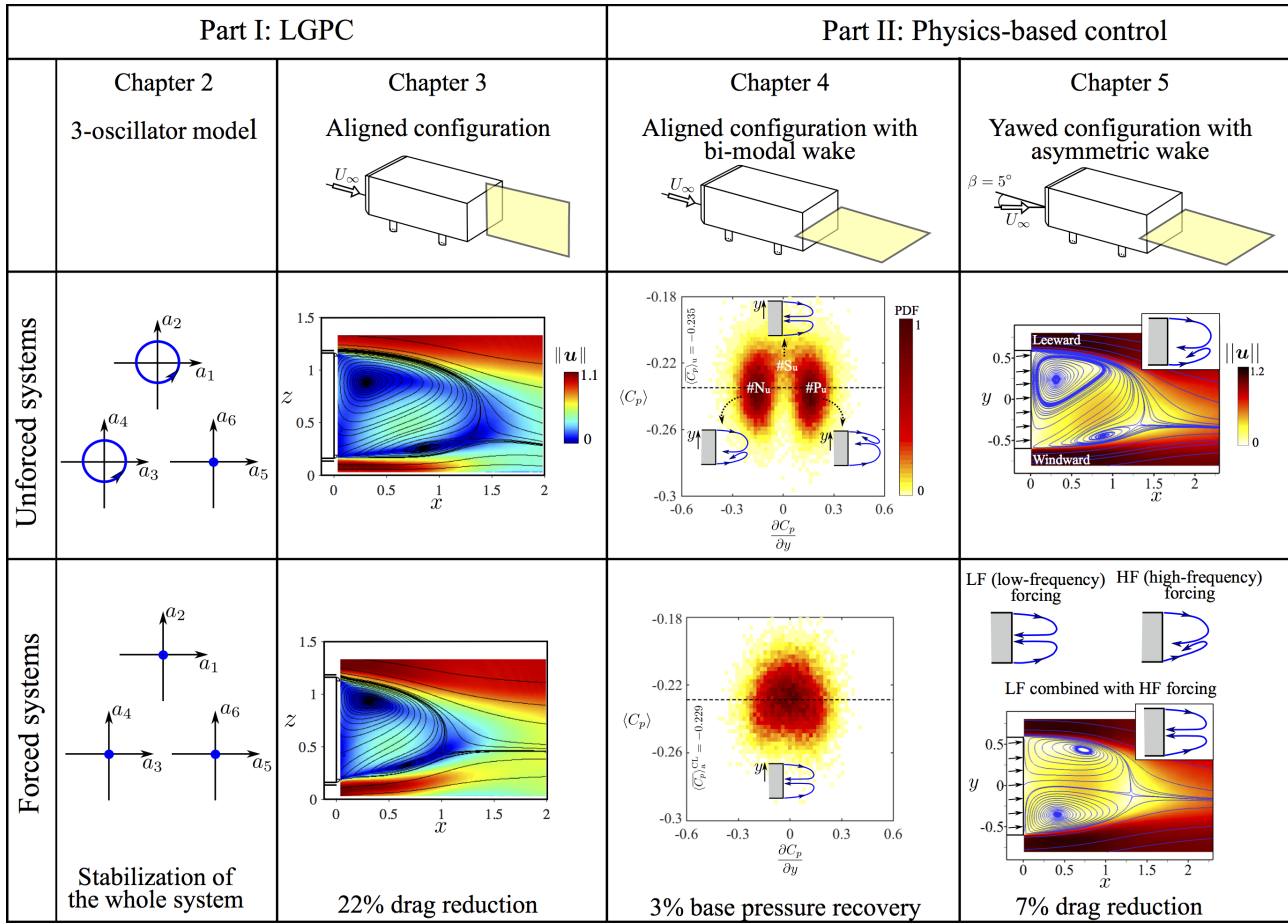 Part I: LGPC
Part II: Physics-based control
Chapter 2
3-oscillator model
Chapter 3
Aligned configuration
U∞
Chapter 4
Aligned configuration with
bi-modal wake
U∞
Chapter 5
Yawed configuration with
asymmetric wake
β = 5°
U∞
Unforced systems
a2
a1
a4
a3
a6
a5
1.5
1
0.5
0
z
0 0.5 1 1.5 2
x
‖u‖
1.1
0
-0.18
-0.22
-0.26
-0.3
⟨Cp⟩
⟨Cp⟩u = −0.235
y
#Su
#Nu
#Pu
y
y
-0.6 -0.3 0 0.3 0.6
∂Cp
∂y
PDF
1
0
Leeward
Windward
0.5
0
-0.5
y
0 0.5 1 1.5 2
x
||u||
1.2
0
Forced systems
a2
a1
a4
a3
a6
a5
Stabilization of
the whole system
1.5
1
0.5
0
z
0 0.5 1 1.5 2
x
22% drag reduction
-0.18
-0.22
-0.26
-0.3
⟨Cp⟩
⟨Cp⟩aCL = −0.229
y
-0.6 -0.3 0 0.3 0.6
∂Cp
∂y
3% base pressure recovery
LF (low-frequency)
forcing
HF (high-frequency)
forcing
LF combined with HF forcing
0.5
0
-0.5
y
0 0.5 1 1.5 2
x
7% drag reduction